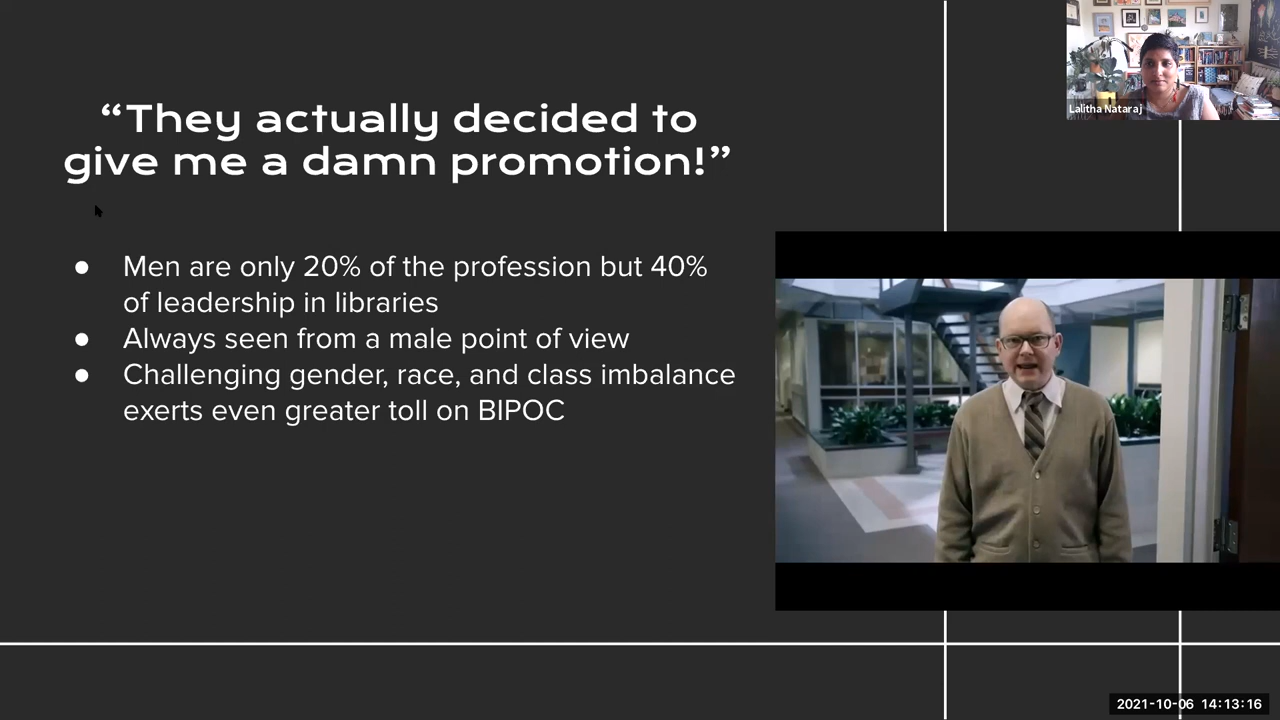 “They actually decided to
give me a damn promotion!”
● Men are only 20% of the profession but 40%
of leadership in libraries
● Always seen from a male point of view
● Challenging gender, race, and class imbalance
exerts even greater toll on BIPOC
Lalitha Nataraj
2021-10-06 14:13:16